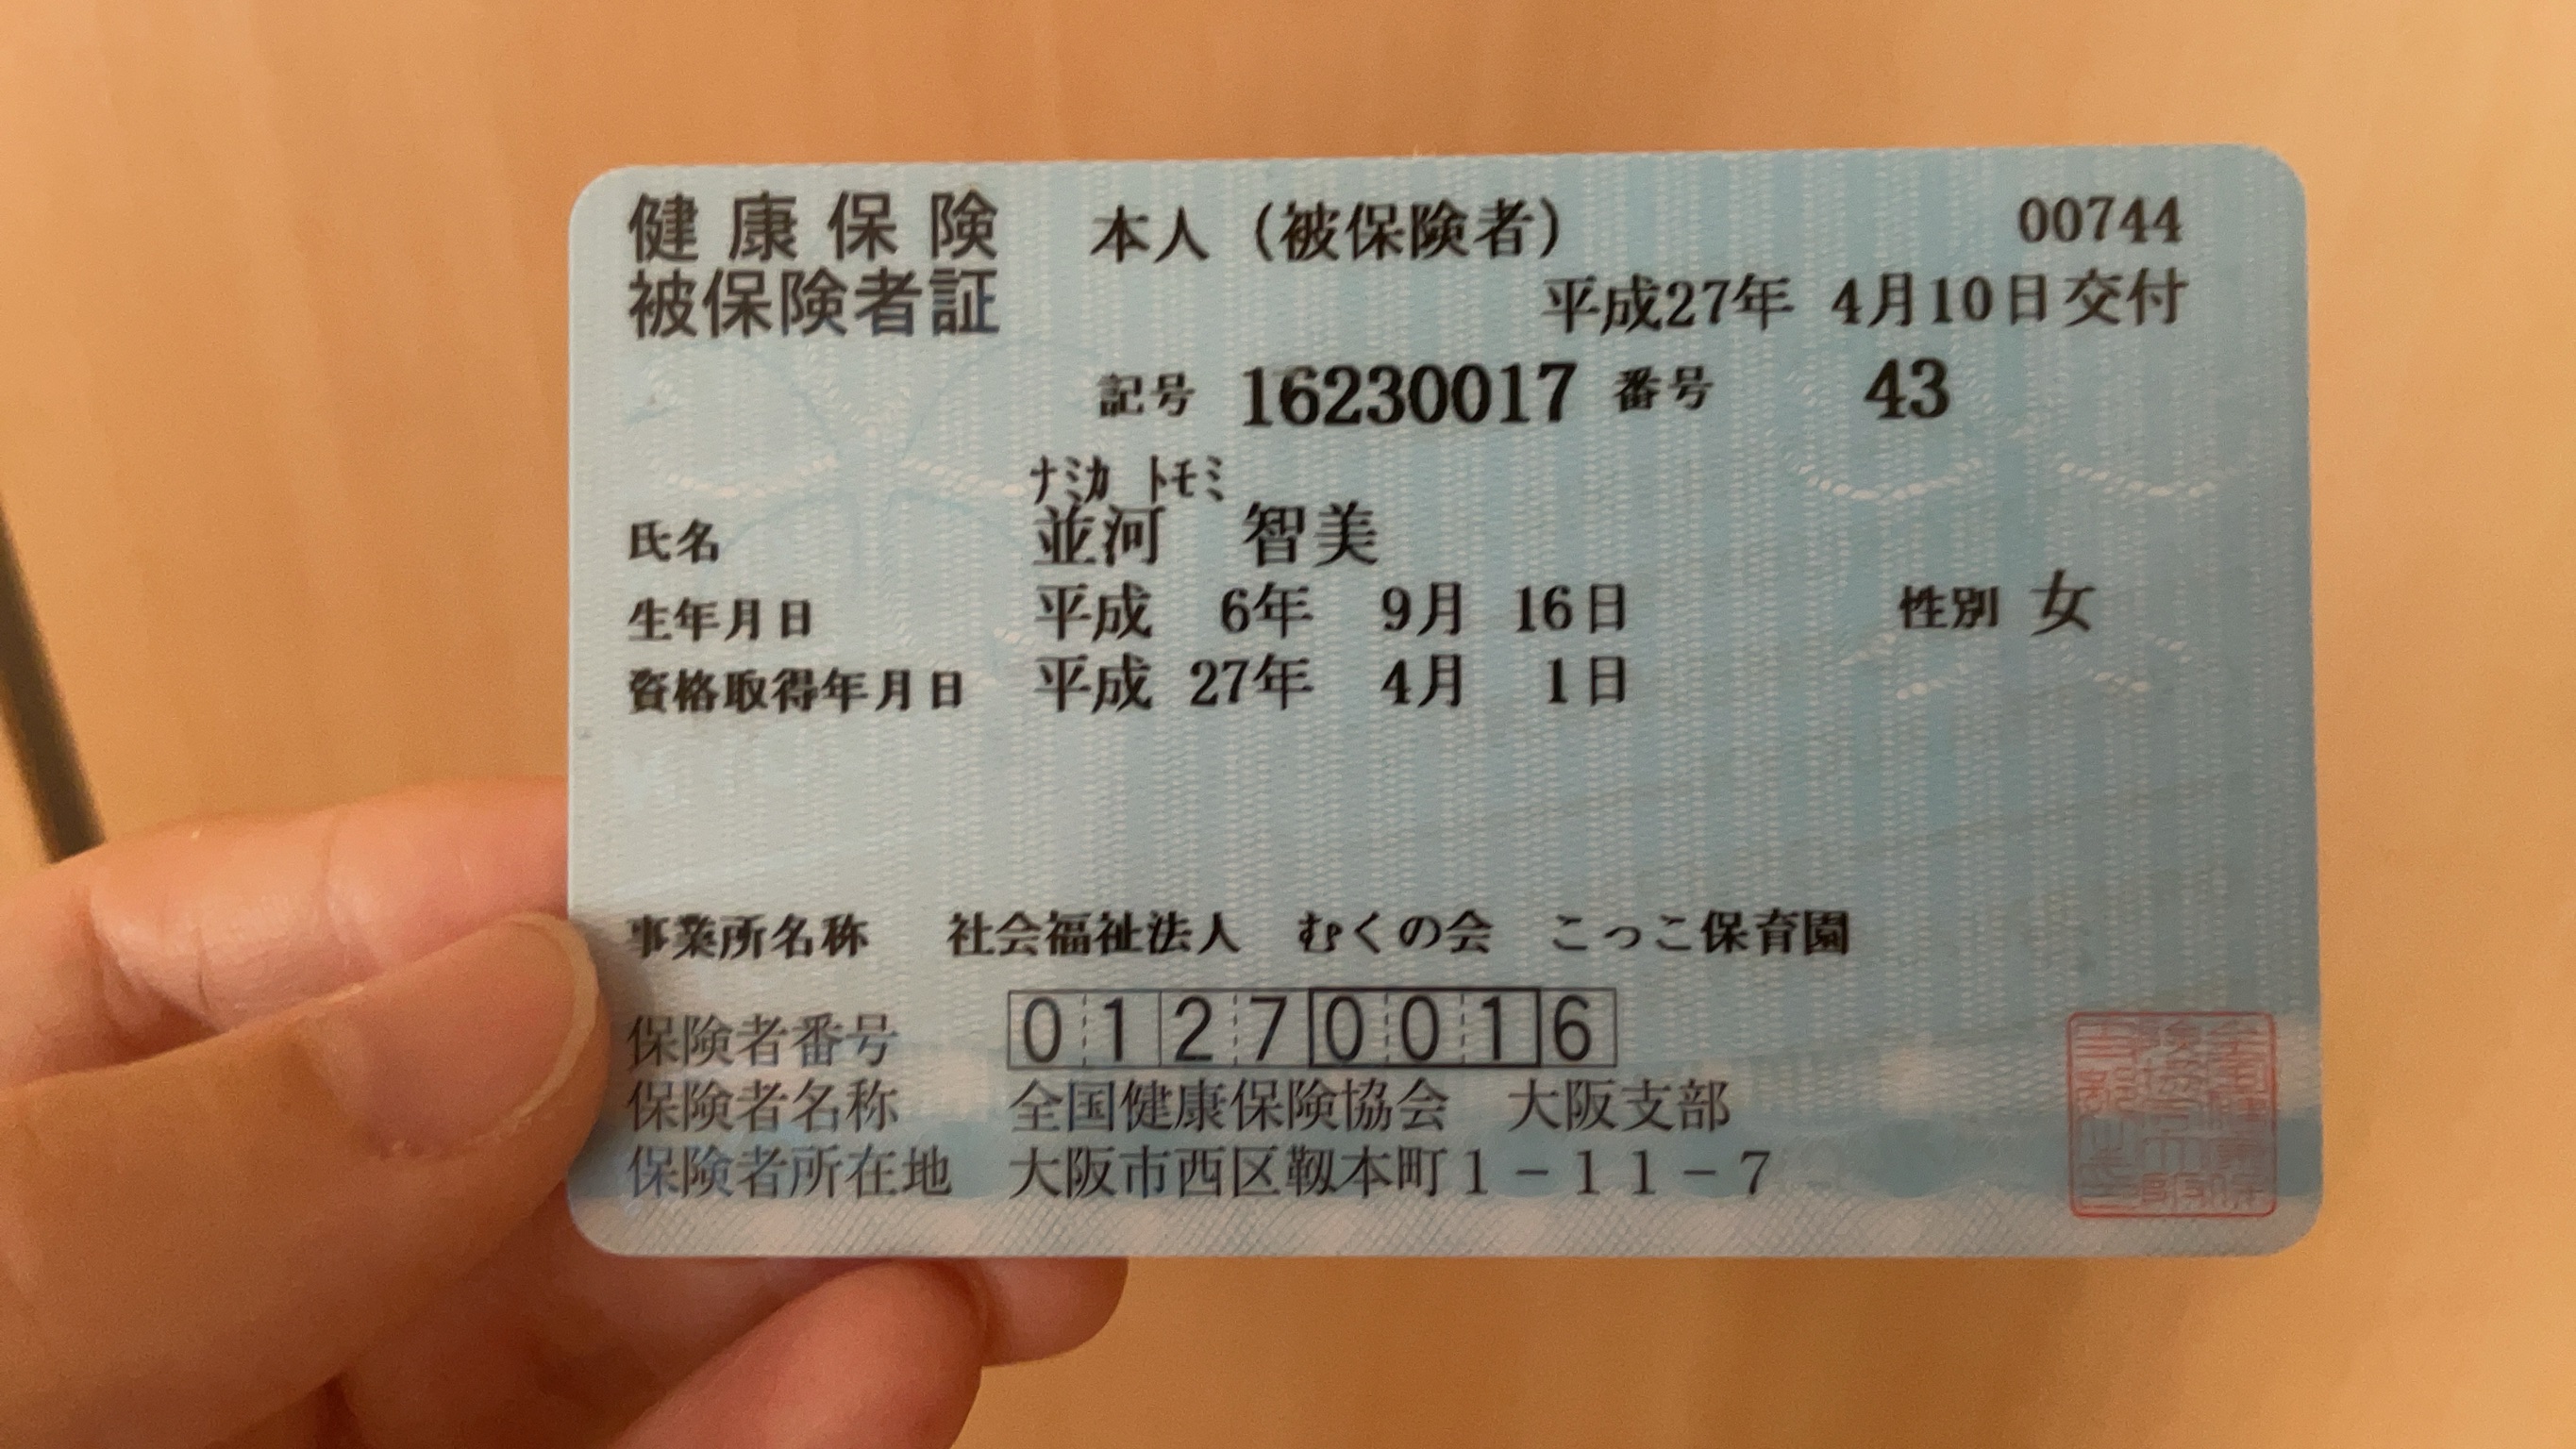 健康保険 本人（被保険者） 00744
被保険者証 平成27年 4月10日交付
記号 16230017 番号 43
ﾅﾐｶ ﾄﾓﾐ
氏名 並河 智美
生年月日 平成 6年 9月 16日 性別 女
資格取得年月日 平成 27年 4月 1日
事業所名称 社会福祉法人 むくの会 こっこ保育園
保険者番号 01270016
保険者名称 全国健康保険協会 大阪支部
保険者所在地 大阪市西区靱本町1－11－7